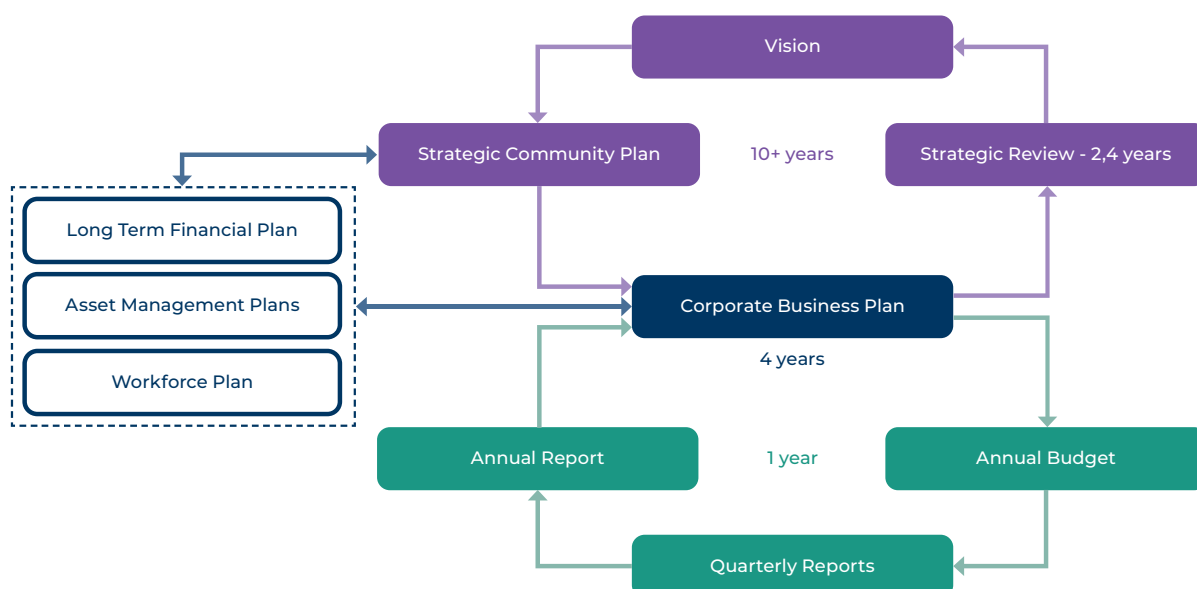 Vision
Strategic Community Plan
10+ years
Strategic Review - 2,4 years
Long Term Financial Plan
Asset Management Plans
Workforce Plan
Corporate Business Plan
4 years
Annual Report
1 year
Annual Budget
Quarterly Reports